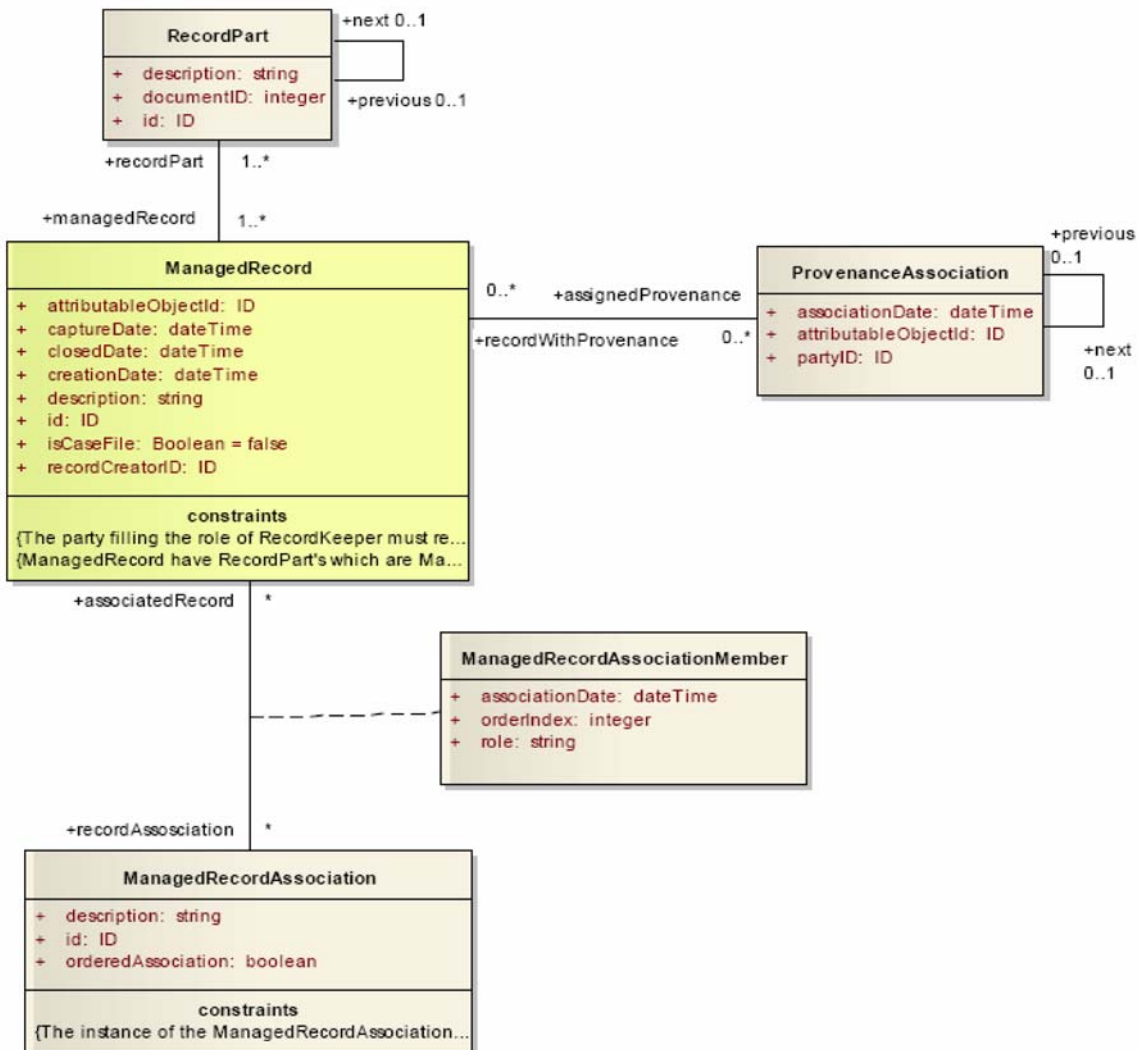 +next 0..1
RecordPart
+ description: string
+ documentID: integer
+ id: ID
+previous 0..1
+recordPart 1..*
+managedRecord 1..*
ManagedRecord
+ attributableObjectId: ID
+ captureDate: dateTime
+ closedDate: dateTime
+ creationDate: dateTime
+ description: string
+ id: ID
+ isCaseFile: Boolean = false
+ recordCreatorID: ID
constraints
{The party filling the role of RecordKeeper must re...
{ManagedRecord have RecordPart's which are Ma...
0..* +assignedProvenance
+recordWithProvenance 0..*
+previous
0..1
ProvenanceAssociation
+ associationDate: dateTime
+ attributableObjectId: ID
+ partyID: ID
+next
0..1
+associatedRecord *
ManagedRecordAssociationMember
+ associationDate: dateTime
+ orderIndex: integer
+ role: string
+recordAssosciation *
ManagedRecordAssociation
+ description: string
+ id: ID
+ orderedAssociation: boolean
constraints
{The instance of the ManagedRecordAssociation...